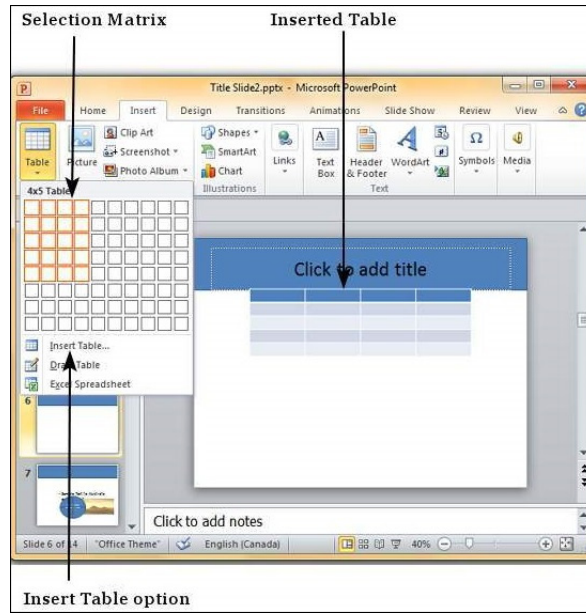 Selection Matrix
Inserted Table
Title Slide2.pptx - Microsoft PowerPoint
File Home Insert Design Transitions Animations Slide Show Review View
Table
Picture
Clip Art
Screenshot
Photo Album
Shapes
SmartArt
Chart
Illustrations
Links
Text Box
Header & Footer
WordArt
Text
Symbols
Media
4x5 Table
Insert Table...
Draw Table
Excel Spreadsheet
Click to add title
6
7
Click to add notes
Slide 6 of 14 "Office Theme" English (Canada) 40%
Insert Table option